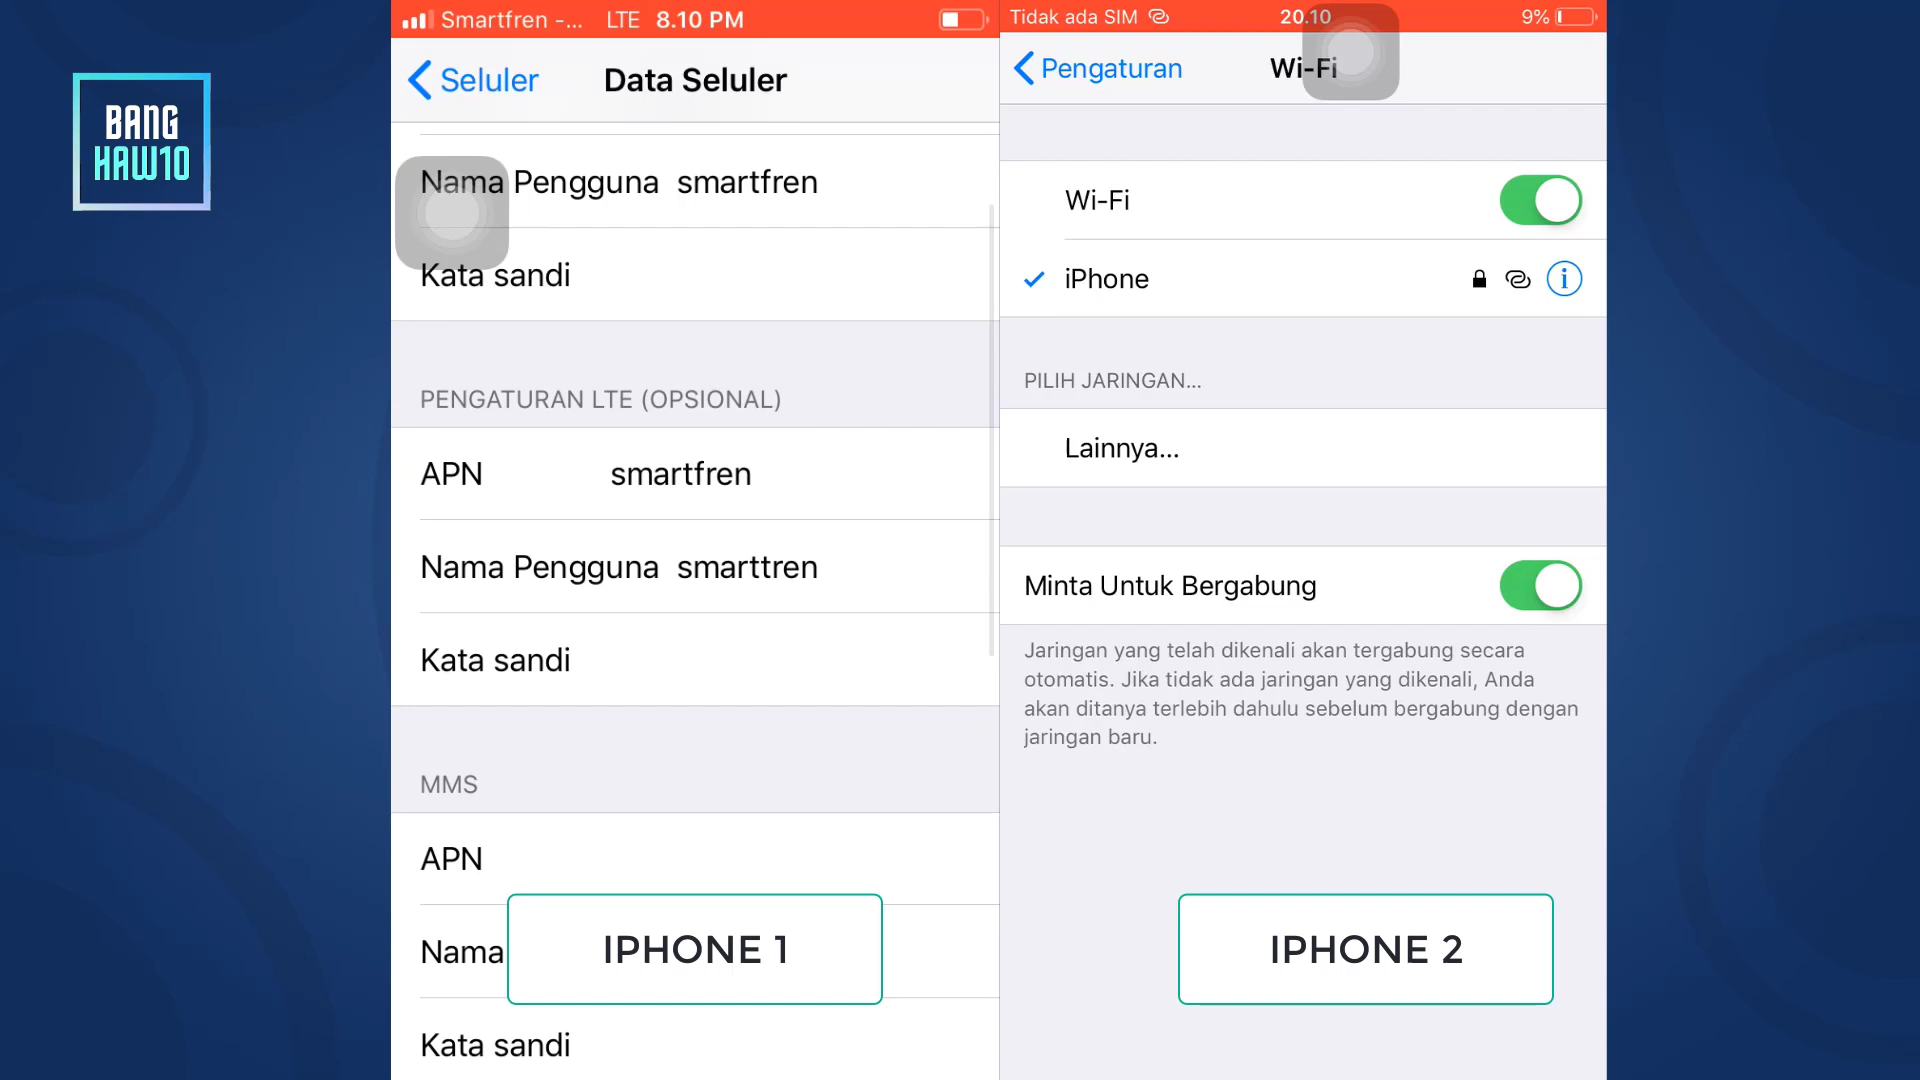 BANG
HAW10
Smartfren -... LTE 8.10 PM
Seluler Data Seluler
Nama Pengguna smartfren
Kata sandi
PENGATURAN LTE (OPSIONAL)
APN smartfren
Nama Pengguna smarttren
Kata sandi
MMS
APN
Nama
Kata sandi
IPHONE 1
Tidak ada SIM 20.10 9%
Pengaturan Wi-Fi
Wi-Fi
iPhone
PILIH JARINGAN...
Lainnya...
Minta Untuk Bergabung
Jaringan yang telah dikenali akan tergabung secara
otomatis. Jika tidak ada jaringan yang dikenali, Anda
akan ditanya terlebih dahulu sebelum bergabung dengan
jaringan baru.
IPHONE 2